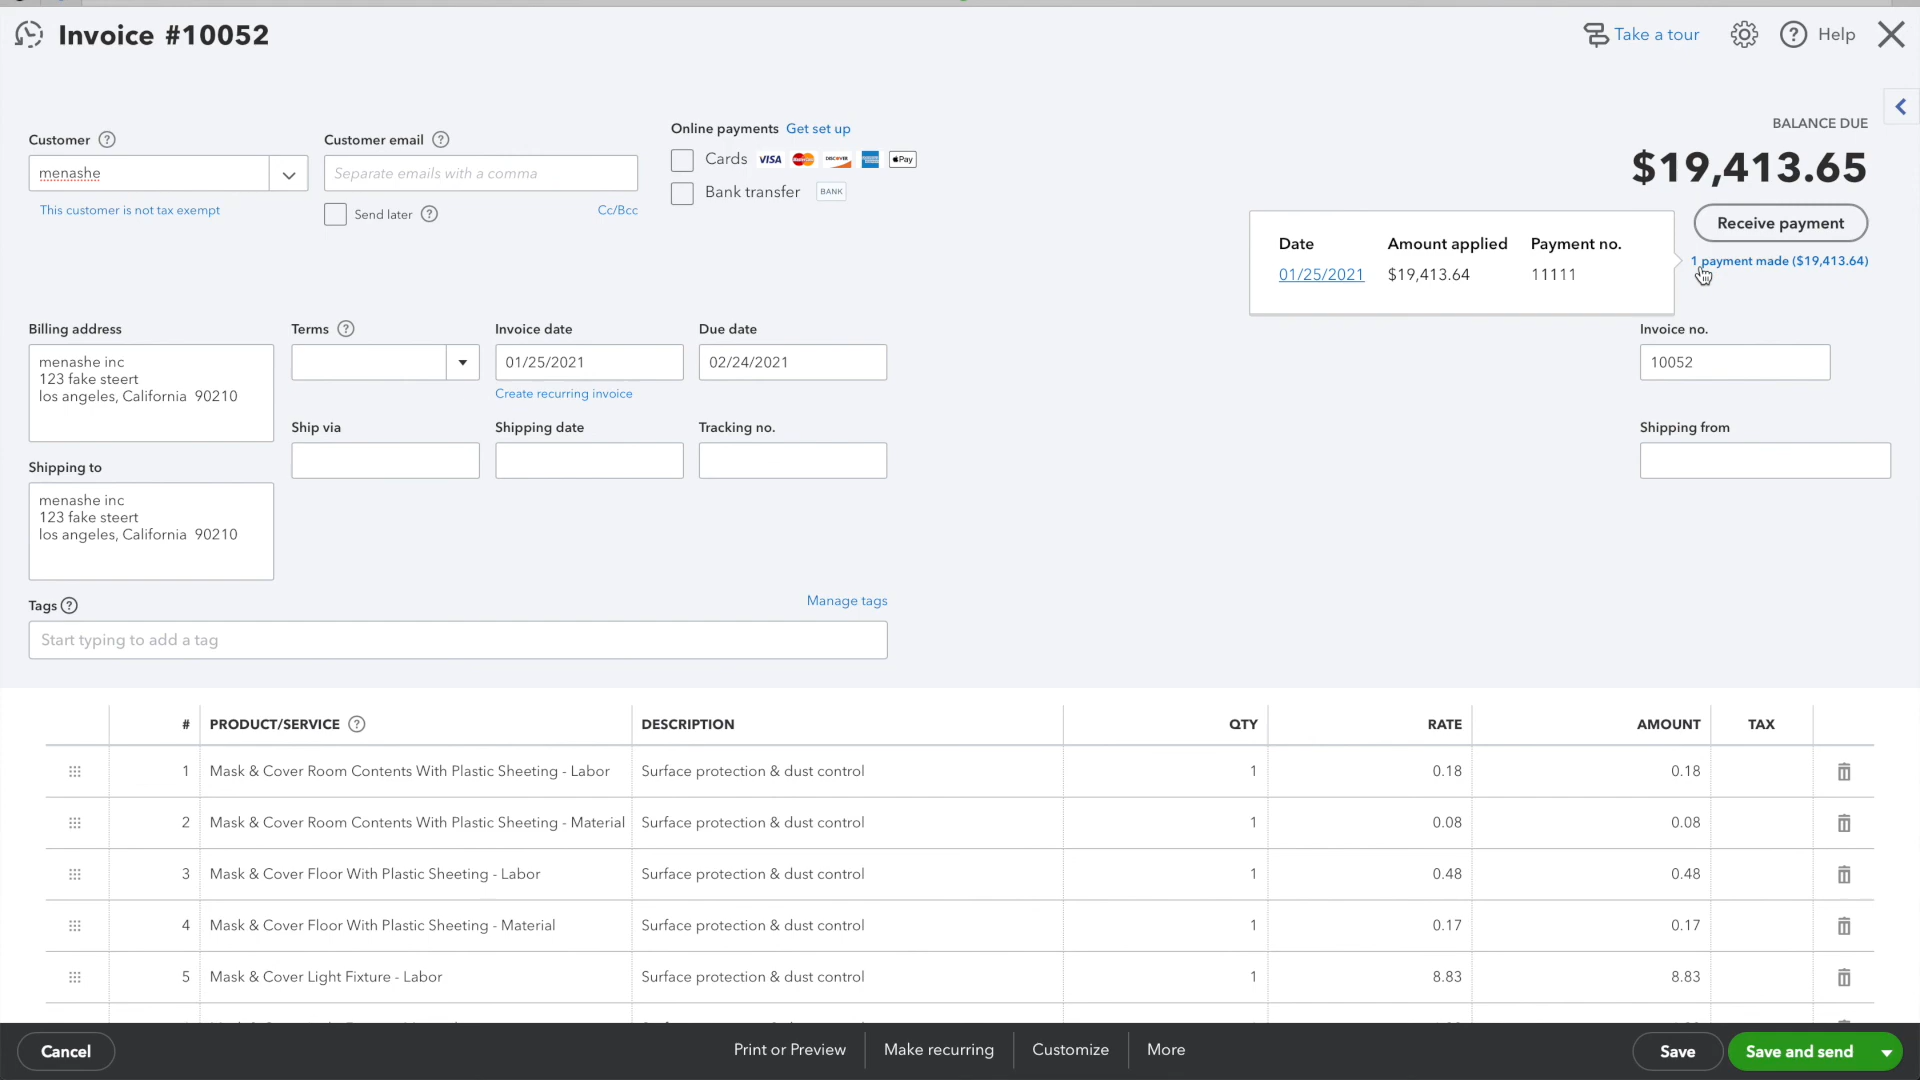 Invoice #10052
Take a tour
Help
Customer
menashe
This customer is not tax exempt
Customer email
Separate emails with a comma
Send later
Cc/Bcc
Online payments Get set up
Cards VISA MasterCard DISCOVER Pay
Bank transfer BANK
BALANCE DUE
$19,413.65
Receive payment
1 payment made ($19,413.64)
Date Amount applied Payment no.
01/25/2021 $19,413.64 11111
Billing address
menashe inc
123 fake steert
los angeles, California 90210
Terms
Invoice date
01/25/2021
Create recurring invoice
Due date
02/24/2021
Invoice no.
10052
Shipping to
menashe inc
123 fake steert
los angeles, California 90210
Ship via
Shipping date
Tracking no.
Shipping from
Tags
Manage tags
Start typing to add a tag
# PRODUCT/SERVICE DESCRIPTION QTY RATE AMOUNT TAX
1 Mask & Cover Room Contents With Plastic Sheeting - Labor Surface protection & dust control 1 0.18 0.18
2 Mask & Cover Room Contents With Plastic Sheeting - Material Surface protection & dust control 1 0.08 0.08
3 Mask & Cover Floor With Plastic Sheeting - Labor Surface protection & dust control 1 0.48 0.48
4 Mask & Cover Floor With Plastic Sheeting - Material Surface protection & dust control 1 0.17 0.17
5 Mask & Cover Light Fixture - Labor Surface protection & dust control 1 8.83 8.83
Cancel
Print or Preview
Make recurring
Customize
More
Save
Save and send